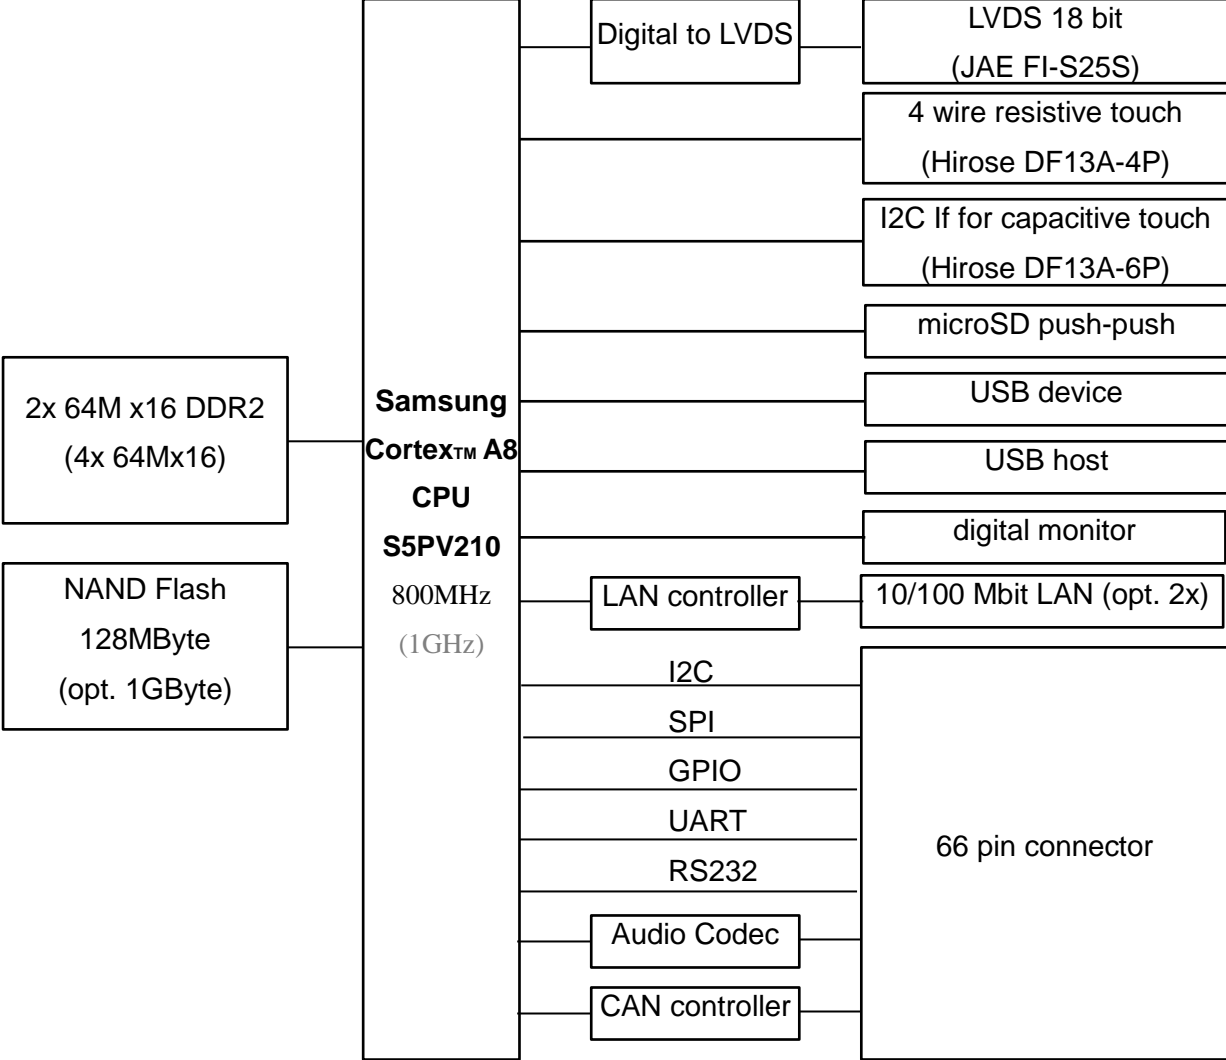 Digital to LVDS
LVDS 18 bit
(JAE FI-S25S)
4 wire resistive touch
(Hirose DF13A-4P)
I2C If for capacitive touch
(Hirose DF13A-6P)
microSD push-push
USB device
USB host
digital monitor
2x 64M x16 DDR2
(4x 64Mx16)
NAND Flash
128MByte
(opt. 1GByte)
Samsung
Cortex™ A8
CPU
S5PV210
800MHz
(1GHz)
LAN controller
10/100 Mbit LAN (opt. 2x)
I2C
SPI
GPIO
UART
RS232
Audio Codec
CAN controller
66 pin connector